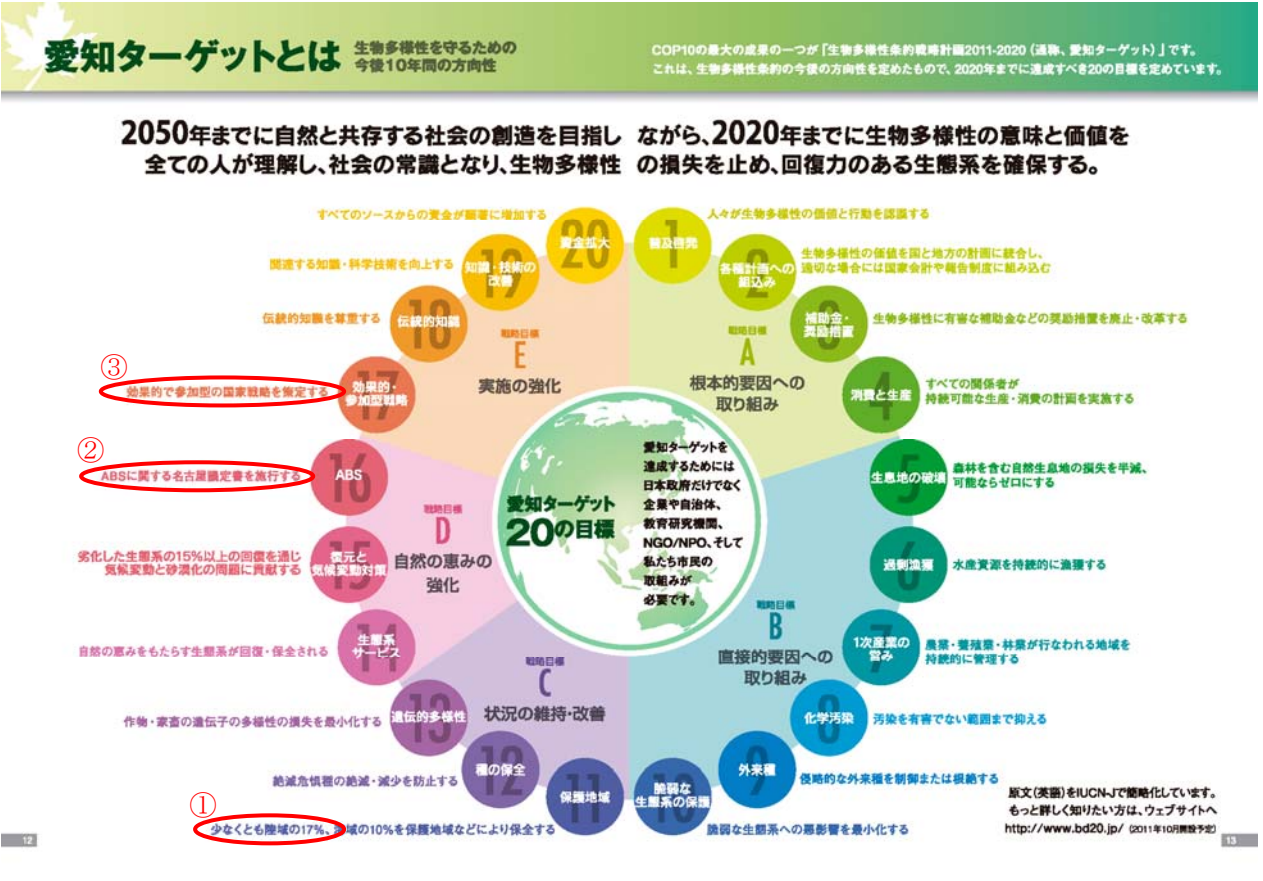 愛知ターゲットとは
生物多様性を守るための
今後10年間の方向性
COP10の最大の成果の一つが「生物多様性条約戦略計画2011-2020（通称、愛知ターゲット）」です。
これは、生物多様性条約の今後の方向性を定めたもので、2020年までに達成すべき20の目標を定めています。
2050年までに自然と共存する社会の創造を目指し ながら、2020年までに生物多様性の意味と価値を
全ての人が理解し、社会の常識となり、生物多様性 の損失を止め、回復力のある生態系を確保する。
戦略目標
A
根本的要因への
取り組み
1
普及啓発
人々が生物多様性の価値と行動を認識する
2
各種計画への
組込み
生物多様性の価値を国と地方の計画に統合し、
適切な場合には国家会計や報告制度に組み込む
3
補助金・
奨励措置
生物多様性に有害な補助金などの奨励措置を廃止・改革する
4
消費と生産
すべての関係者が
持続可能な生産・消費の計画を実施する
戦略目標
B
直接的要因への
取り組み
5
生息地の破壊
森林を含む自然生息地の損失を半減、
可能ならゼロにする
6
過剰漁獲
水産資源を持続的に漁獲する
7
1次産業の
営み
農業・養殖業・林業が行なわれる地域を
持続的に管理する
8
化学汚染
汚染を有害でない範囲まで抑える
9
外来種
侵略的な外来種を制御または根絶する
10
脆弱な
生態系の保護
脆弱な生態系への悪影響を最小化する
戦略目標
C
状況の維持・改善
11
保護地域
①
少なくとも陸域の17%、海域の10%を保護地域などにより保全する
12
種の保全
絶滅危惧種の絶滅・減少を防止する
13
遺伝的多様性
作物・家畜の遺伝子の多様性の損失を最小化する
戦略目標
D
自然の恵みの
強化
14
生態系
サービス
自然の恵みをもたらす生態系が回復・保全される
15
復元と
気候変動対策
劣化した生態系の15%以上の回復を通じ
気候変動と砂漠化の問題に貢献する
16
ABS
②
ABSに関する名古屋議定書を施行する
戦略目標
E
実施の強化
17
効果的・
参加型戦略
③
効果的で参加型の国家戦略を策定する
18
伝統的知識
伝統的知識を尊重する
19
知識・技術の
改善
関連する知識・科学技術を向上する
20
資金拡大
すべてのソースからの資金が顕著に増加する
愛知ターゲット
20の目標
愛知ターゲットを
達成するためには
日本政府だけでなく
企業や自治体、
教育研究機関、
NGO/NPO、そして
私たち市民の
取組みが
必要です。
原文(英語)をIUCN-Jで簡略化しています。
もっと詳しく知りたい方は、ウェブサイトへ
http://www.bd20.jp/ (2011年10月開設予定)
12
13